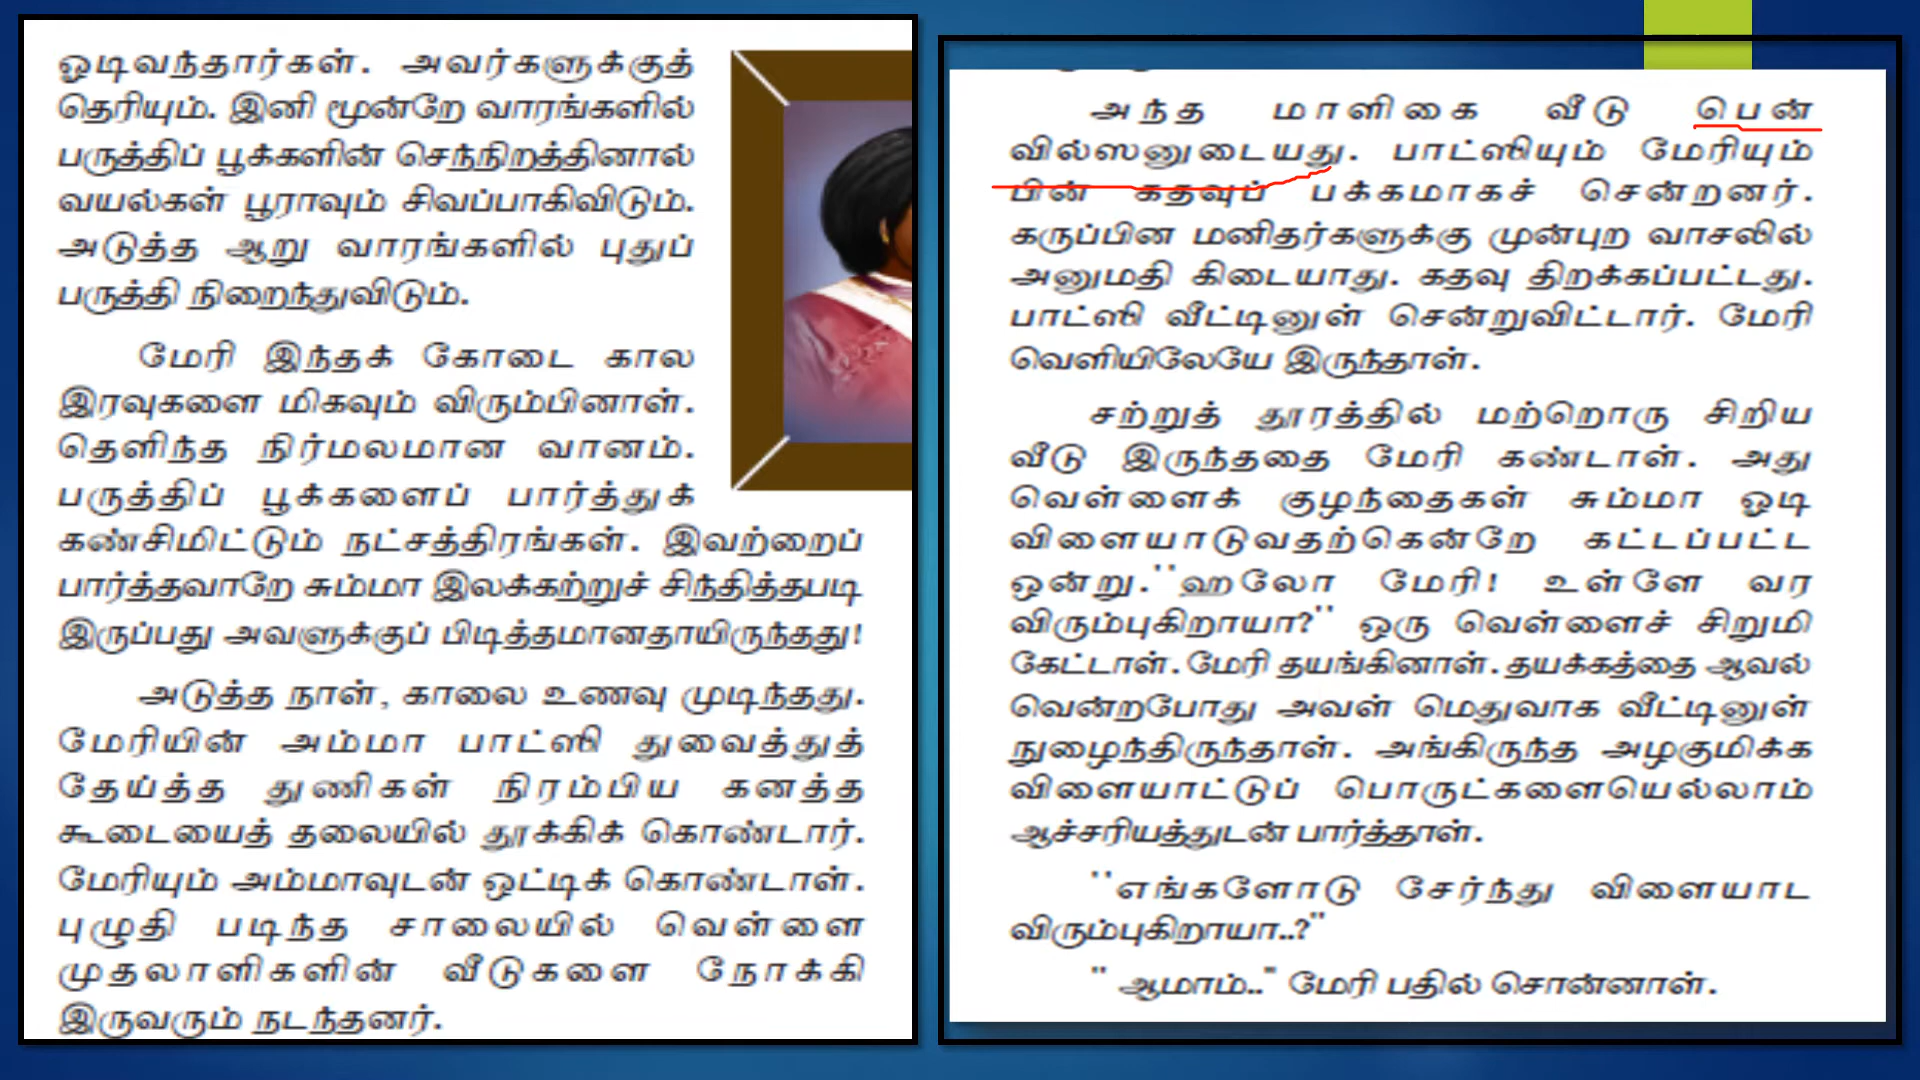 ஓடிவந்தார்கள். அவர்களுக்குத்
தெரியும். இனி மூன்றே வாரங்களில்
பருத்திப் பூக்களின் செந்நிறத்தினால்
வயல்கள் பூராவும் சிவப்பாகிவிடும்.
அடுத்த ஆறு வாரங்களில் புதுப்
பருத்தி நிறைந்துவிடும்.
மேரி இந்தக் கோடை கால
இரவுகளை மிகவும் விரும்பினாள்.
தெளிந்த நிர்மலமான வானம்.
பருத்திப் பூக்களைப் பார்த்துக்
கண்சிமிட்டும் நட்சத்திரங்கள். இவற்றைப்
பார்த்தவாறே சும்மா இலக்கற்றுச் சிந்தித்தபடி
இருப்பது அவளுக்குப் பிடித்தமானதாயிருந்தது!
அடுத்த நாள், காலை உணவு முடிந்தது.
மேரியின் அம்மா பாட்ஸி துவைத்துத்
தேய்த்த துணிகள் நிரம்பிய கனத்த
கூடையைத் தலையில் தூக்கிக் கொண்டார்.
மேரியும் அம்மாவுடன் ஒட்டிக் கொண்டாள்.
புழுதி படிந்த சாலையில் வெள்ளை
முதலாளிகளின் வீடுகளை நோக்கி
இருவரும் நடந்தனர்.
அந்த மாளிகை வீடு பென்
வில்ஸனுடையது. பாட்ஸியும் மேரியும்
பின் கதவுப் பக்கமாகச் சென்றனர்.
கருப்பின மனிதர்களுக்கு முன்புற வாசலில்
அனுமதி கிடையாது. கதவு திறக்கப்பட்டது.
பாட்ஸி வீட்டினுள் சென்றுவிட்டார். மேரி
வெளியிலேயே இருந்தாள்.
சற்றுத் தூரத்தில் மற்றொரு சிறிய
வீடு இருந்ததை மேரி கண்டாள். அது
வெள்ளைக் குழந்தைகள் சும்மா ஓடி
விளையாடுவதற்கென்றே கட்டப்பட்ட
ஒன்று."ஹலோ மேரி! உள்ளே வர
விரும்புகிறாயா?" ஒரு வெள்ளைச் சிறுமி
கேட்டாள். மேரி தயங்கினாள். தயக்கத்தை ஆவல்
வென்றபோது அவள் மெதுவாக வீட்டினுள்
நுழைந்திருந்தாள். அங்கிருந்த அழகுமிக்க
விளையாட்டுப் பொருட்களையெல்லாம்
ஆச்சரியத்துடன் பார்த்தாள்.
"எங்களோடு சேர்ந்து விளையாட
விரும்புகிறாயா..?"
" ஆமாம்.." மேரி பதில் சொன்னாள்.